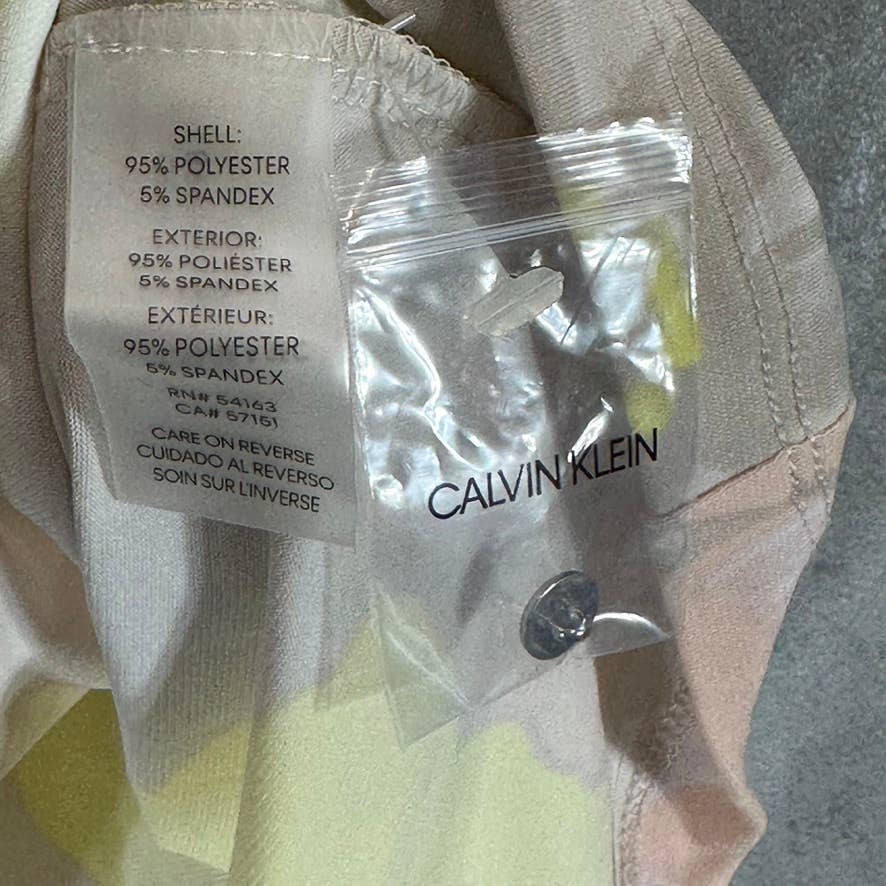 SHELL:
95% POLYESTER
5% SPANDEX
EXTERIOR:
95% POLIÉSTER
5% SPANDEX
EXTÉRIEUR:
95% POLYESTER
5% SPANDEX
RN# 54163
CA# 57151
CARE ON REVERSE
CUIDADO AL REVERSO
SOIN SUR L'INVERSE
CALVIN KLEIN